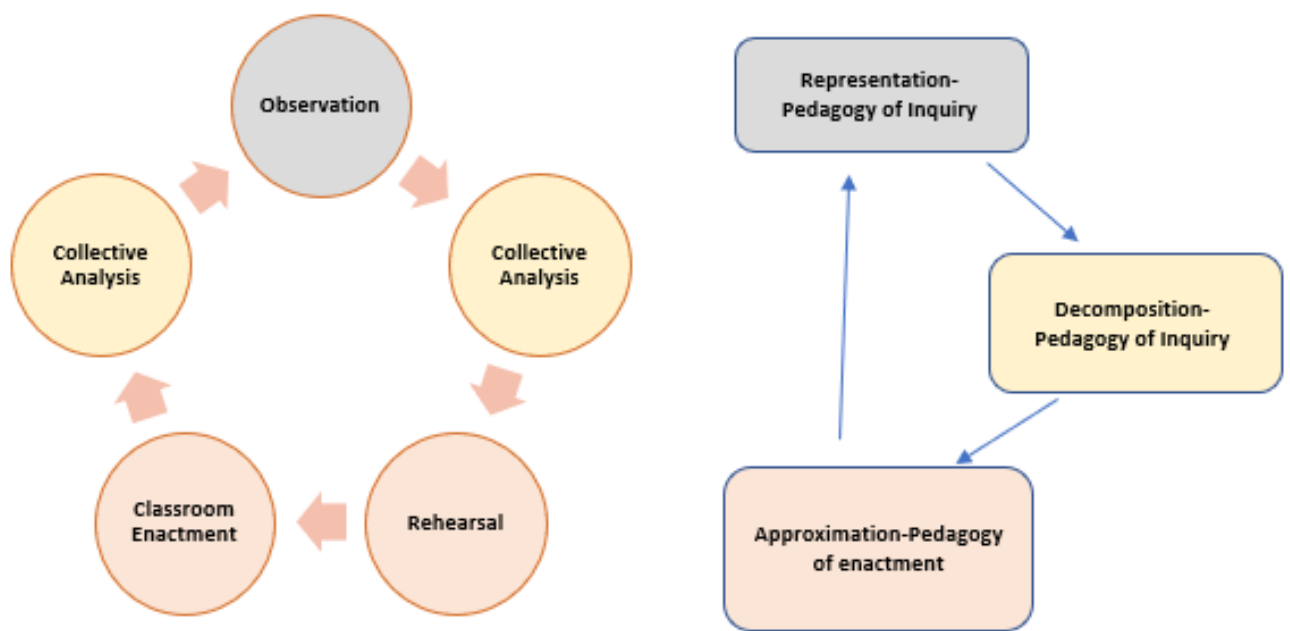 Observation
Collective
Analysis
Rehearsal
Classroom
Enactment
Collective
Analysis
Representation-
Pedagogy of Inquiry
Decomposition-
Pedagogy of Inquiry
Approximation-Pedagogy
of enactment